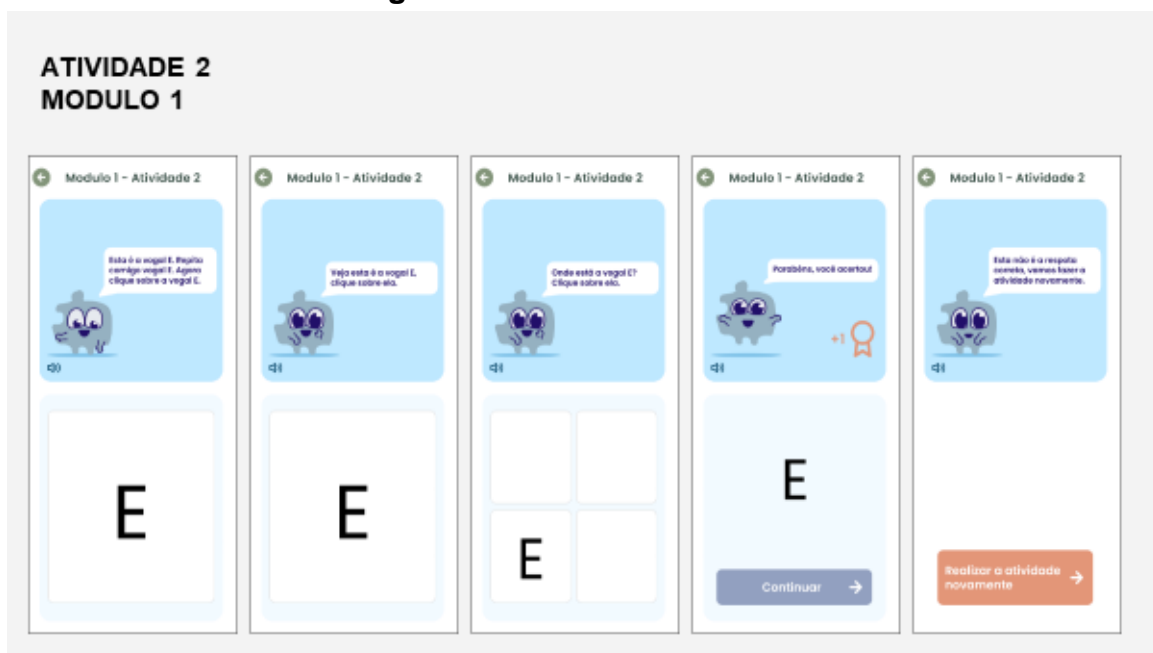 ATIVIDADE 2
MODULO 1
Modulo 1 - Atividade 2
Esta é a vogal E. Repita
comigo vogal E. Agora
clique sobre a vogal E.
E
Modulo 1 - Atividade 2
Veja esta é a vogal E,
clique sobre ela.
E
Modulo 1 - Atividade 2
Onde está a vogal E?
Clique sobre ela.
E
Modulo 1 - Atividade 2
Parabéns, você acertou!
+1
E
Continuar
Modulo 1 - Atividade 2
Esta não é a resposta
correta, vamos fazer a
atividade novamente.
Realizar a atividade
novamente